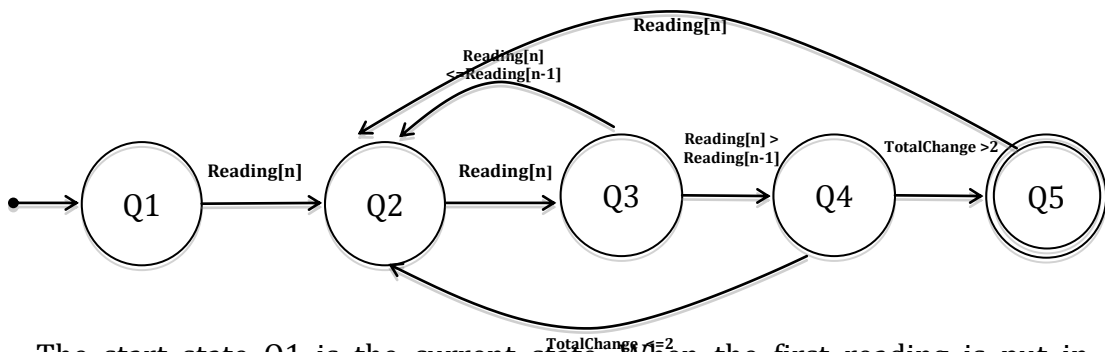 Reading[n]
Reading[n]
<=Reading[n-1]
Reading[n] >
Reading[n-1]
TotalChange >2
Reading[n]
Reading[n]
Q1
Q2
Q3
Q4
Q5
TotalChange <=2
The start state Q1 is the current state. When the first reading is put in